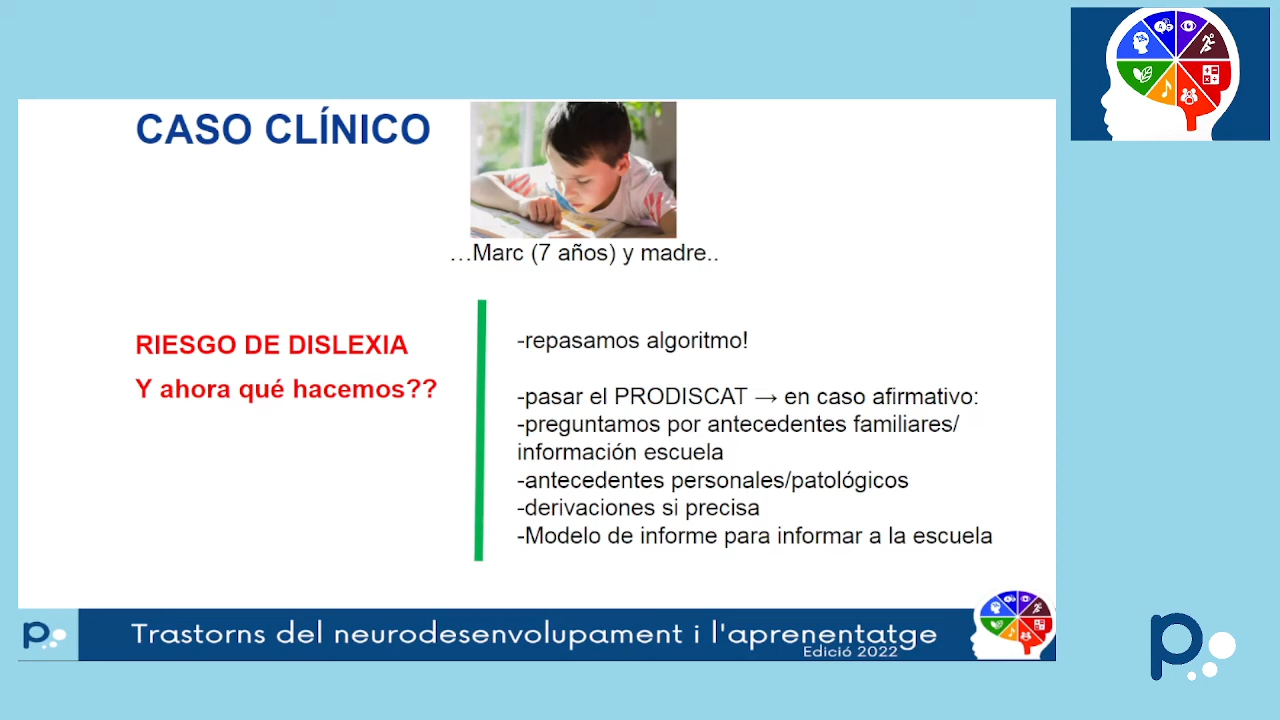 CASO CLÍNICO
…Marc (7 años) y madre..
RIESGO DE DISLEXIA
Y ahora qué hacemos??
-repasamos algoritmo!
-pasar el PRODISCAT → en caso afirmativo:
-preguntamos por antecedentes familiares/
información escuela
-antecedentes personales/patológicos
-derivaciones si precisa
-Modelo de informe para informar a la escuela
p
Trastorns del neurodesenvolupament i l'aprenentatge
Edició 2022
p